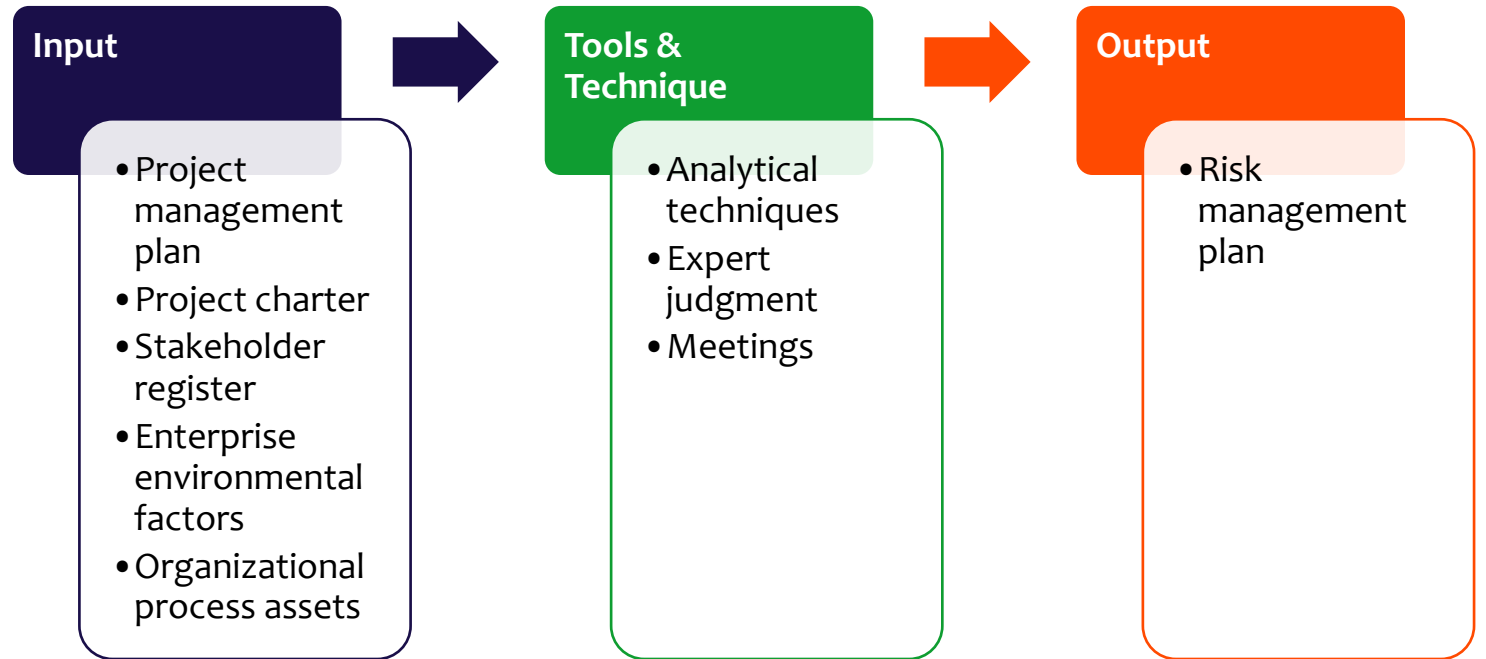 Input
• Project
management
plan
• Project charter
• Stakeholder
register
• Enterprise
environmental
factors
• Organizational
process assets
Tools &
Technique
• Analytical
techniques
• Expert
judgment
• Meetings
Output
• Risk
management
plan